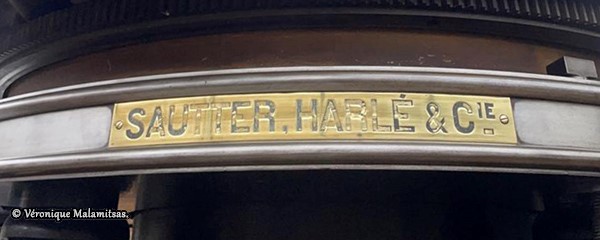 SAUTTER, HARLÉ & CIE.
© Véronique Malamitsas.